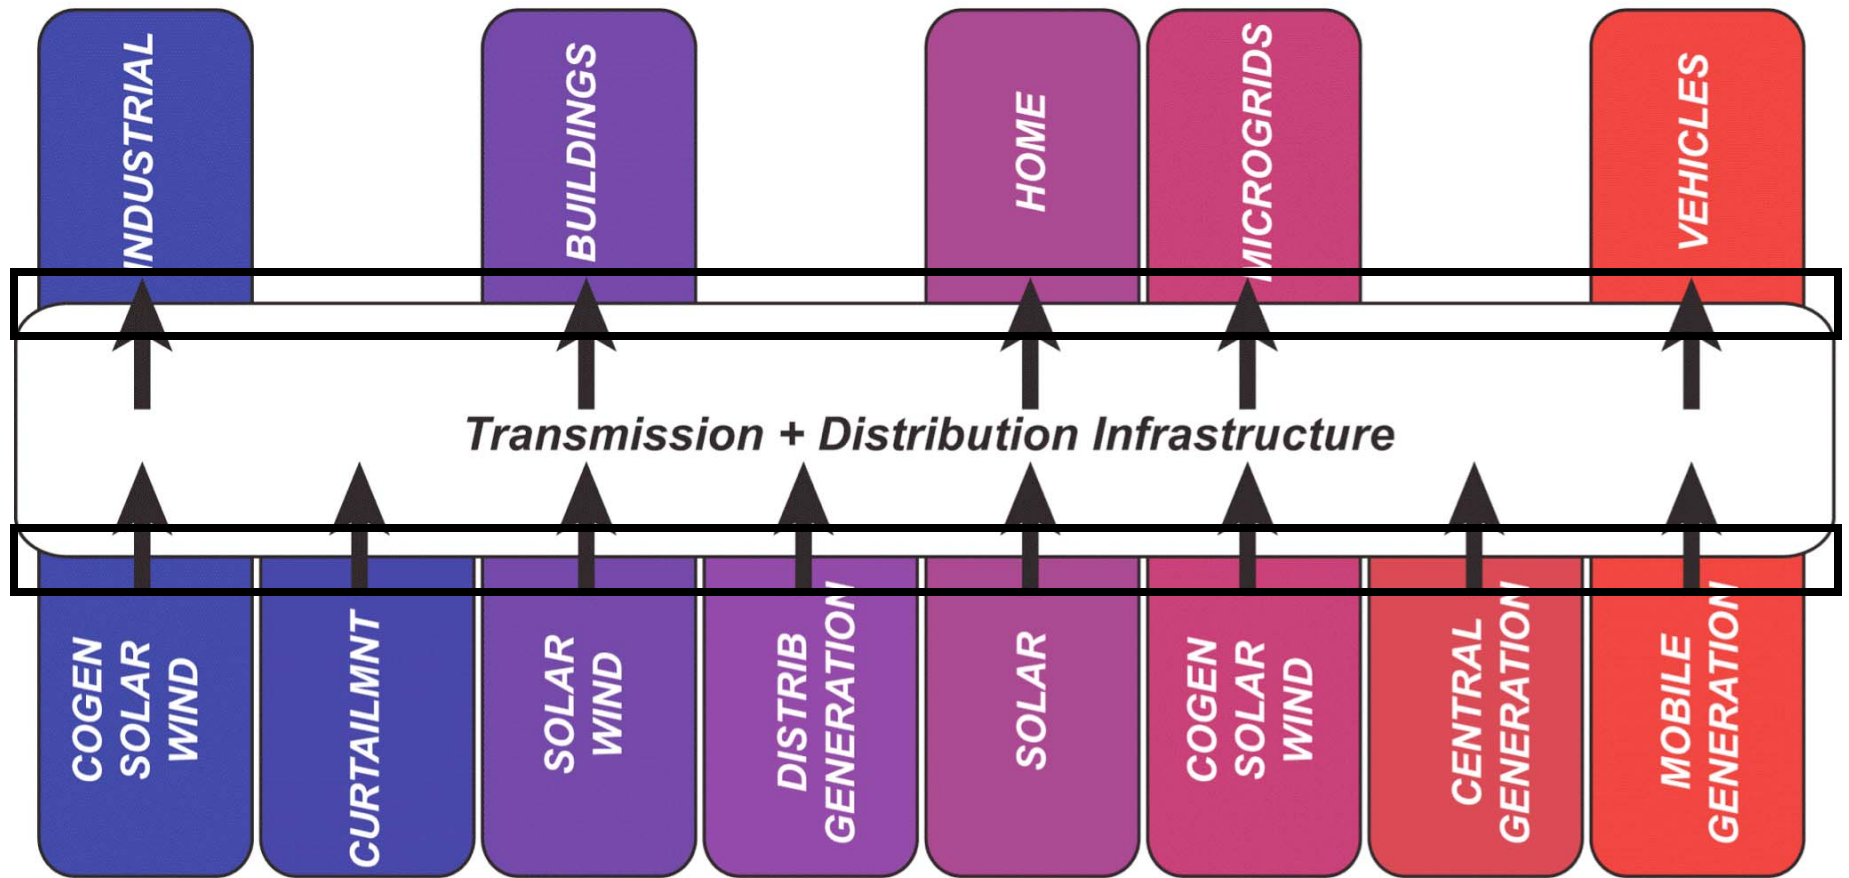 INDUSTRIAL
BUILDINGS
HOME
MICROGRIDS
VEHICLES
Transmission + Distribution Infrastructure
COGEN
SOLAR
WIND
CURTAILMNT
SOLAR
WIND
DISTRIB
GENERATION
SOLAR
COGEN
SOLAR
WIND
CENTRAL
GENERATION
MOBILE
GENERATION